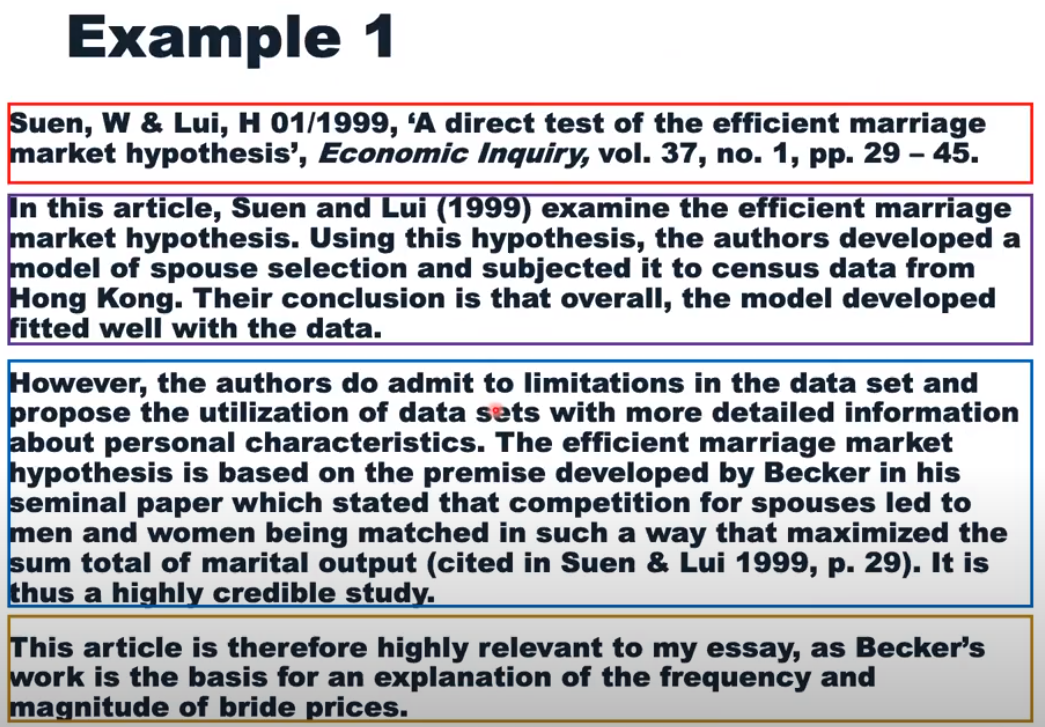 Example 1
Suen, W & Lui, H 01/1999, ‘A direct test of the efficient marriage
market hypothesis’, Economic Inquiry, vol. 37, no. 1, pp. 29 – 45.
In this article, Suen and Lui (1999) examine the efficient marriage
market hypothesis. Using this hypothesis, the authors developed a
model of spouse selection and subjected it to census data from
Hong Kong. Their conclusion is that overall, the model developed
fitted well with the data.
However, the authors do admit to limitations in the data set and
propose the utilization of data sets with more detailed information
about personal characteristics. The efficient marriage market
hypothesis is based on the premise developed by Becker in his
seminal paper which stated that competition for spouses led to
men and women being matched in such a way that maximized the
sum total of marital output (cited in Suen & Lui 1999, p. 29). It is
thus a highly credible study.
This article is therefore highly relevant to my essay, as Becker’s
work is the basis for an explanation of the frequency and
magnitude of bride prices.